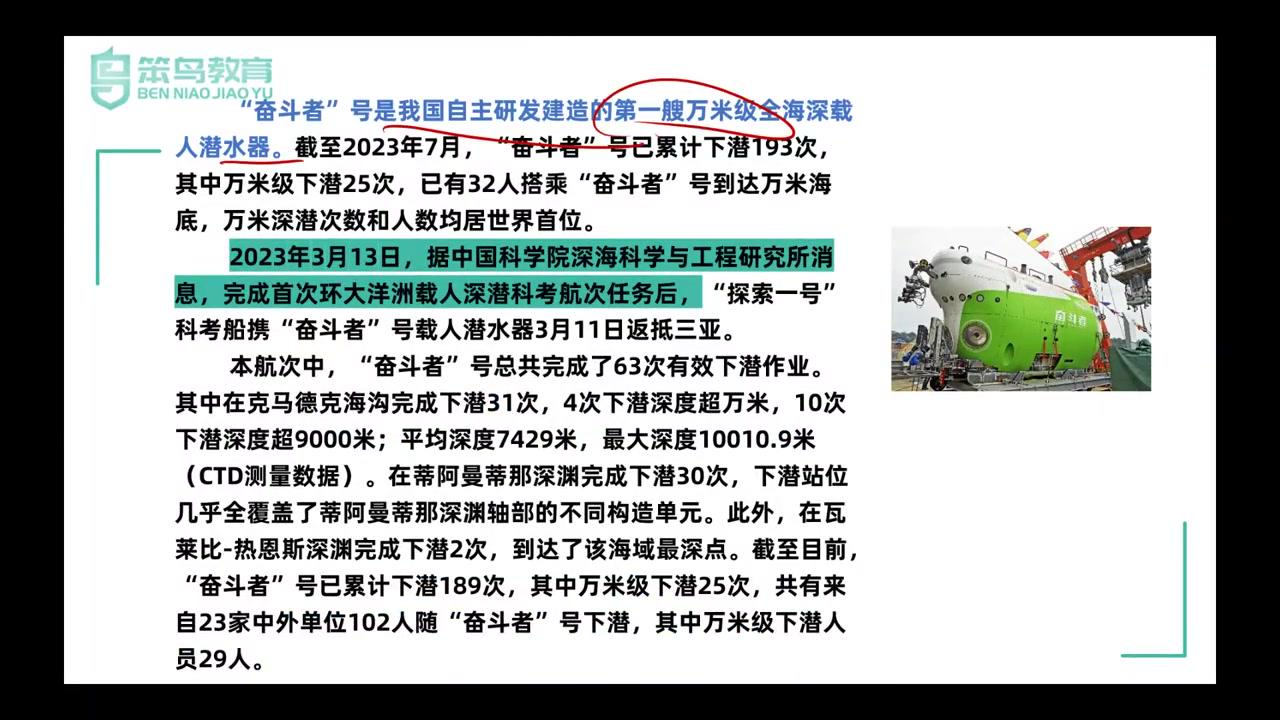 笨鸟教育
BEN NIAO JIAO YU
“奋斗者”号是我国自主研发建造的第一艘万米级全海深载
人潜水器。截至2023年7月，“奋斗者”号已累计下潜193次，
其中万米级下潜25次，已有32人搭乘“奋斗者”号到达万米海
底，万米深潜次数和人数均居世界首位。
2023年3月13日，据中国科学院深海科学与工程研究所消
息，完成首次环大洋洲载人深潜科考航次任务后，“探索一号”
科考船携“奋斗者”号载人潜水器3月11日返抵三亚。
本航次中，“奋斗者”号总共完成了63次有效下潜作业。
其中在克马德克海沟完成下潜31次，4次下潜深度超万米，10次
下潜深度超9000米；平均深度7429米，最大深度10010.9米
（CTD测量数据）。在蒂阿曼蒂那深渊完成下潜30次，下潜站位
几乎全覆盖了蒂阿曼蒂那深渊轴部的不同构造单元。此外，在瓦
莱比-热恩斯深渊完成下潜2次，到达了该海域最深点。截至目前，
“奋斗者”号已累计下潜189次，其中万米级下潜25次，共有来
自23家中外单位102人随“奋斗者”号下潜，其中万米级下潜人
员29人。
奋斗者